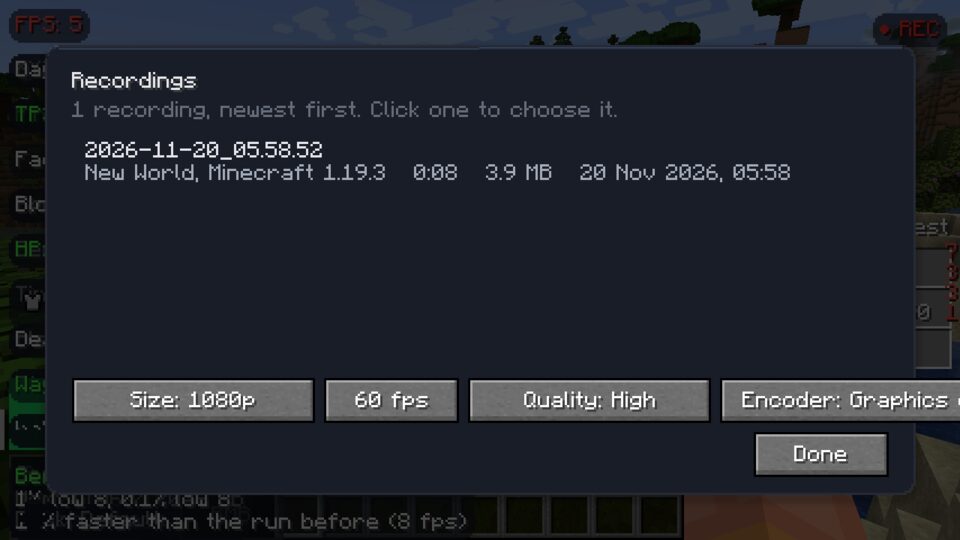 FPS: 5
REC
Recordings
1 recording, newest first. Click one to choose it.
2026-11-20_05.58.52
New World, Minecraft 1.19.3 0:08 3.9 MB 20 Nov 2026, 05:58
Size: 1080p
60 fps
Quality: High
Encoder: Graphics
Done
faster than the run before (8 fps)